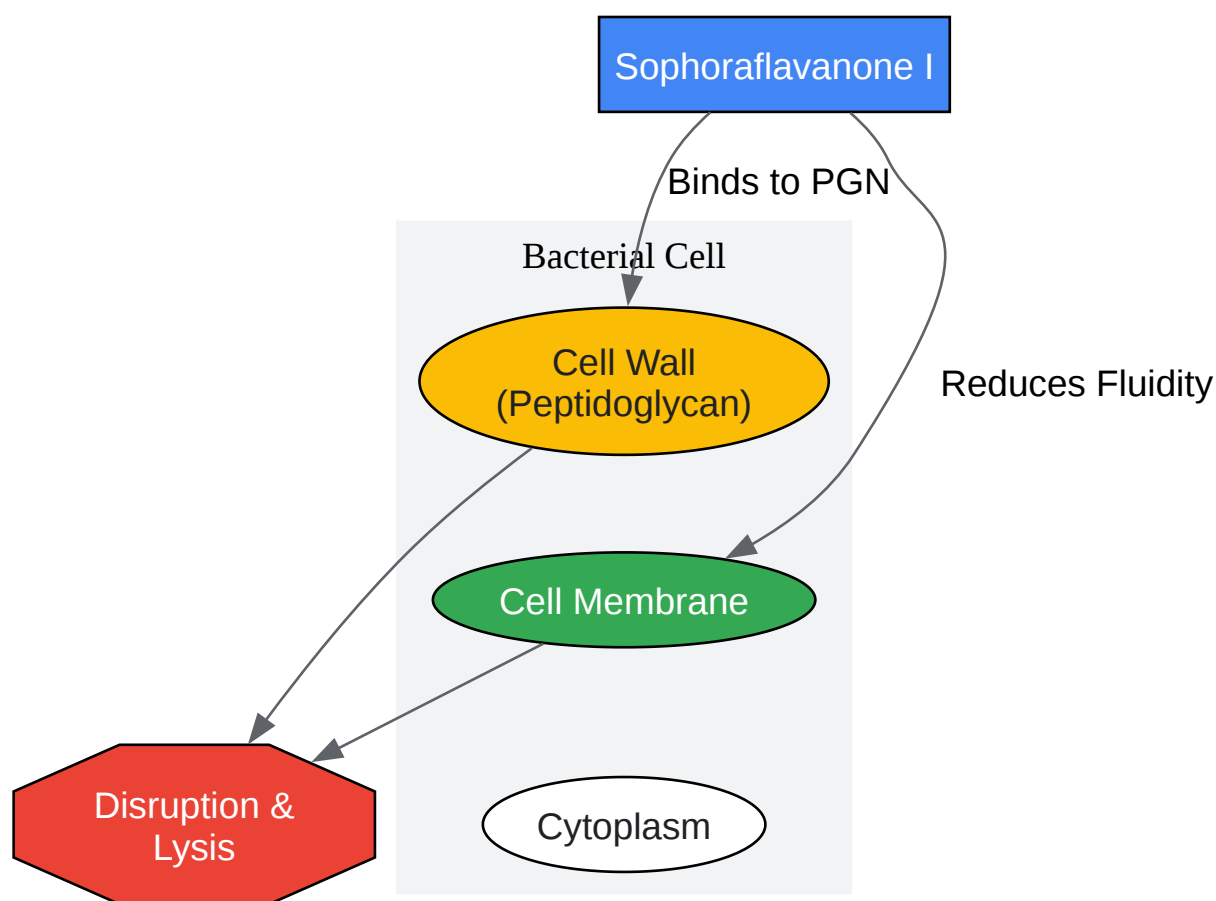 Sophoraflavanone I
Binds to PGN
Bacterial Cell
Cell Wall
(Peptidoglycan)
Reduces Fluidity
Cell Membrane
Disruption &
Lysis
Cytoplasm